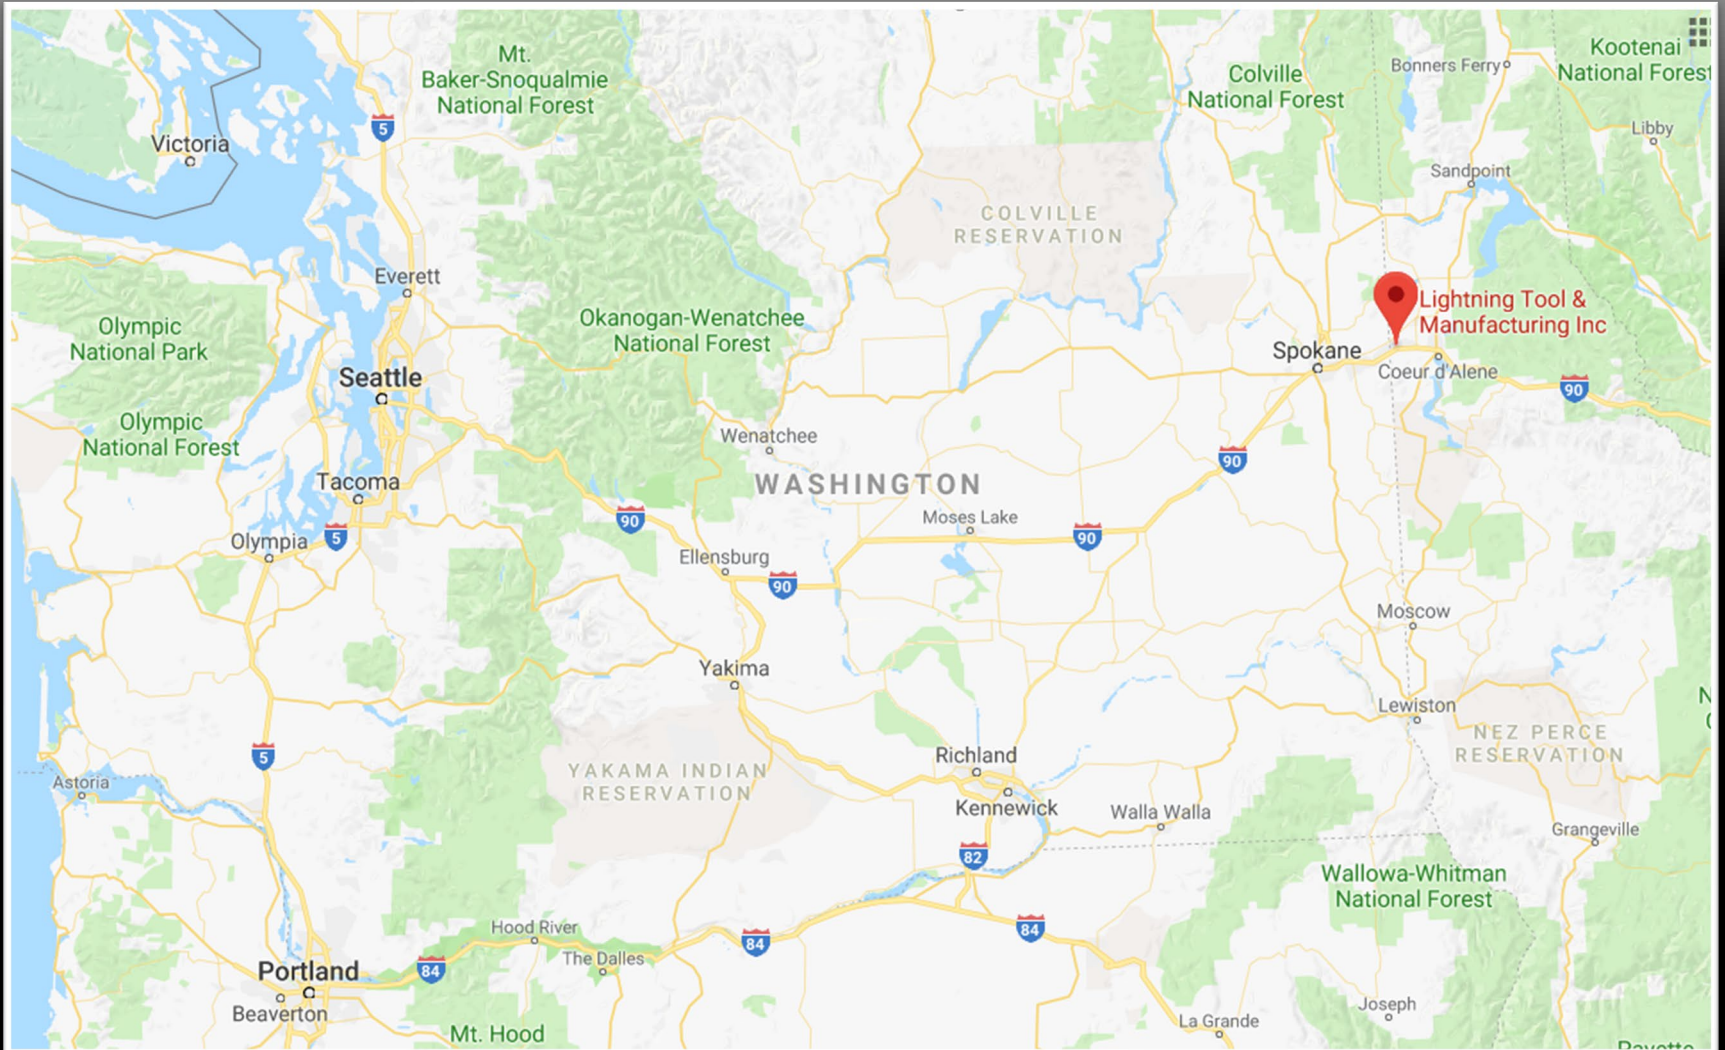 Mt.
Baker-Snoqualmie
National Forest
Colville
National Forest
Kootenai
National Forest
Bonners Ferry
Libby
5
Victoria
Sandpoint
COLVILLE
RESERVATION
Everett
Lightning Tool &
Manufacturing Inc
Olympic
National Park
Okanogan-Wenatchee
National Forest
Spokane
Coeur d'Alene
90
Seattle
Olympic
National Forest
Wenatchee
90
WASHINGTON
Tacoma
Moses Lake
90
90
5
Olympia
Ellensburg
90
Moscow
Yakima
Lewiston
N
NEZ PERCE
RESERVATION
5
Richland
YAKAMA INDIAN
RESERVATION
Astoria
Kennewick
Walla Walla
Grangeville
82
Wallowa-Whitman
National Forest
Hood River
84
84
The Dalles
84
Portland
Beaverton
Mt. Hood
Joseph
La Grande